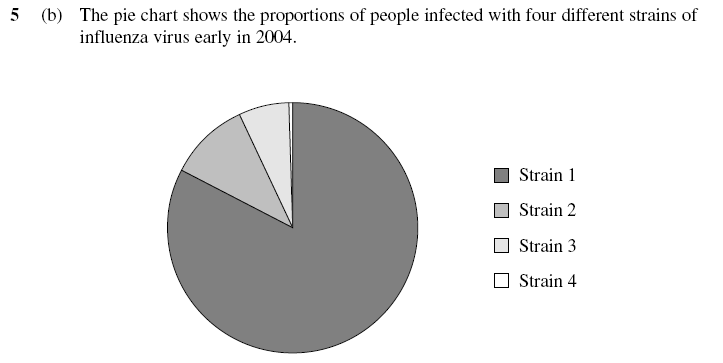 5 (b) The pie chart shows the proportions of people infected with four different strains of
influenza virus early in 2004.
Strain 1
Strain 2
Strain 3
Strain 4